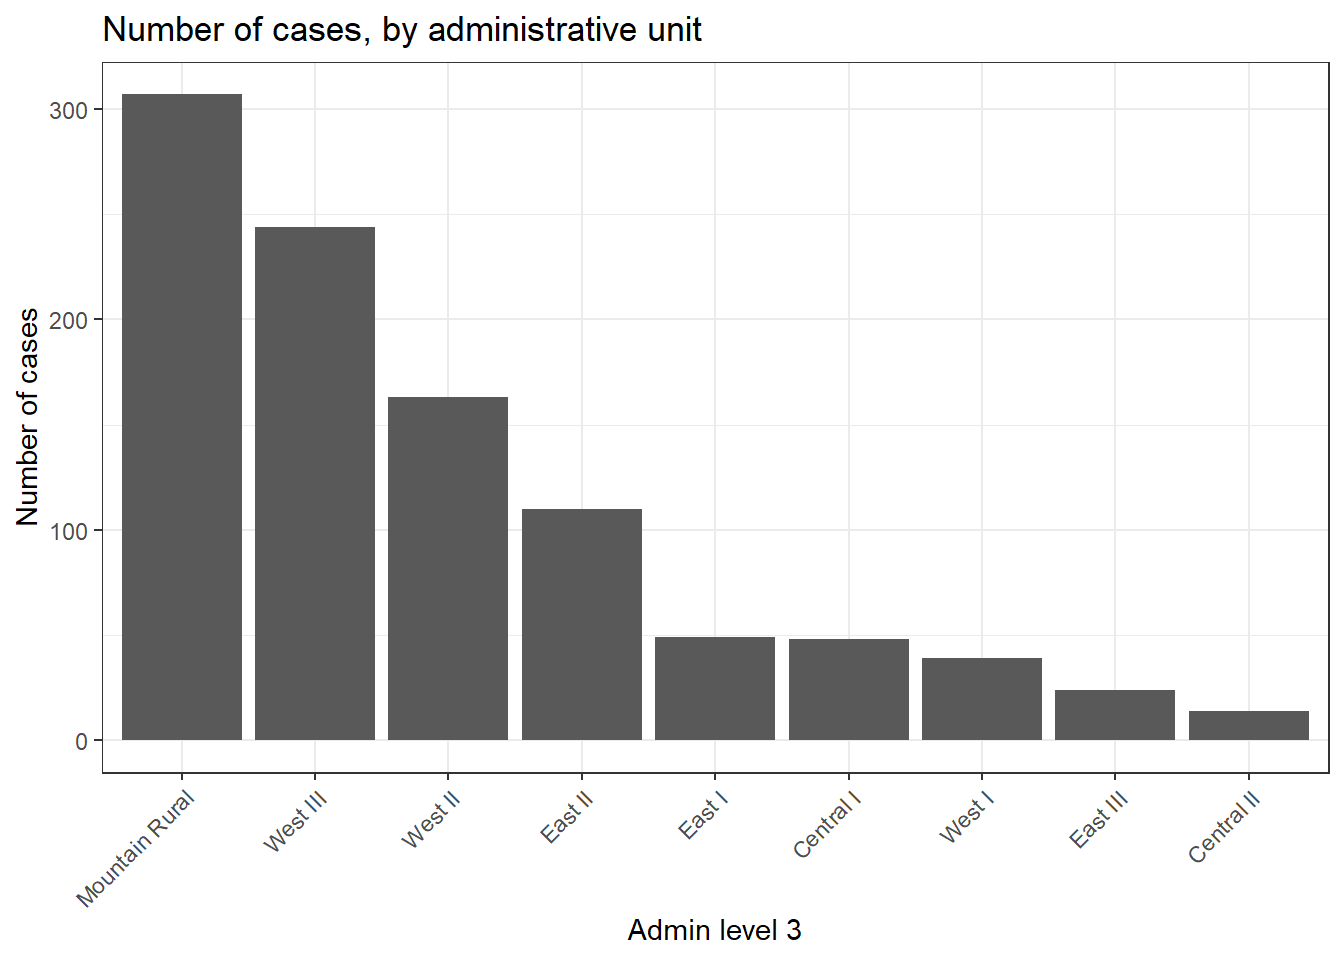 Number of cases, by administrative unit
Number of cases
300
200
100
0
Mountain Rural
West III
West II
East II
East I
Central I
West I
East III
Central II
Admin level 3